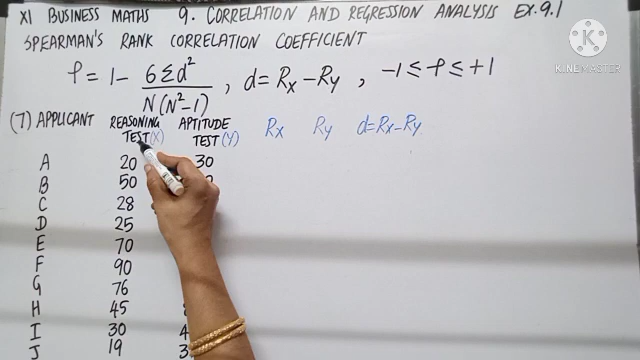 XI BUSINESS MATHS 9. CORRELATION AND REGRESSION ANALYSIS EX.9.1
SPEARMAN'S RANK CORRELATION COEFFICIENT
ρ = 1 - 6Σd² / N(N²-1) , d = Rx - Ry , -1 ≤ ρ ≤ +1
(7) APPLICANT REASONING TEST (X) APTITUDE TEST (Y) Rx Ry d=Rx-Ry
A 20 30
B 50
C 28
D 25
E 70
F 90
G 76
H 45
I 30
J 19
KINEMASTER